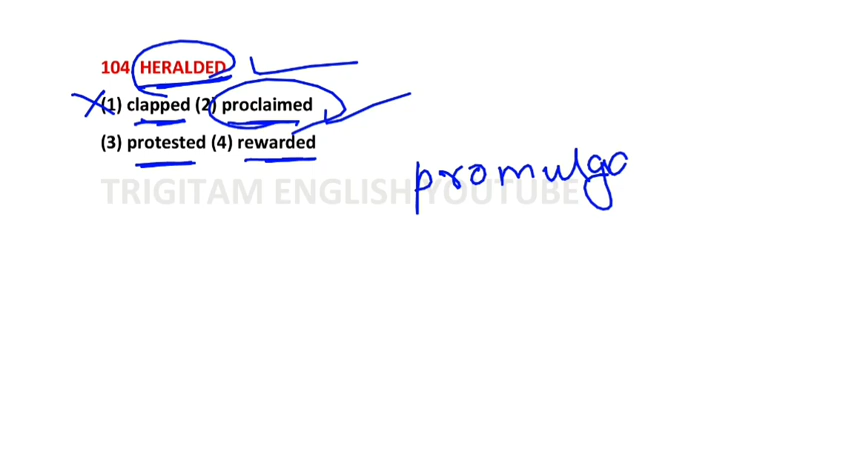 104 HERALDED
(1) clapped (2) proclaimed
(3) protested (4) rewarded
promulga
TRIGITAM ENGLISH YOUTUBE